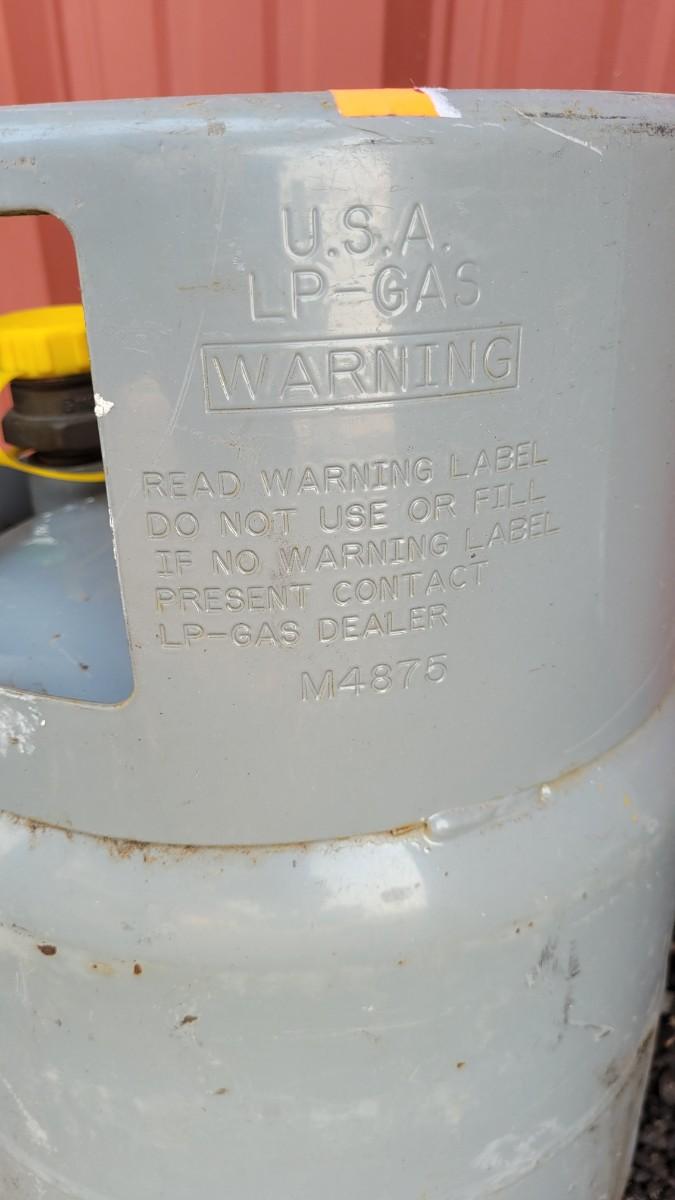 U.S.A.
LP-GAS
WARNING
READ WARNING LABEL
DO NOT USE OR FILL
IF NO WARNING LABEL
PRESENT CONTACT
LP-GAS DEALER
M4875